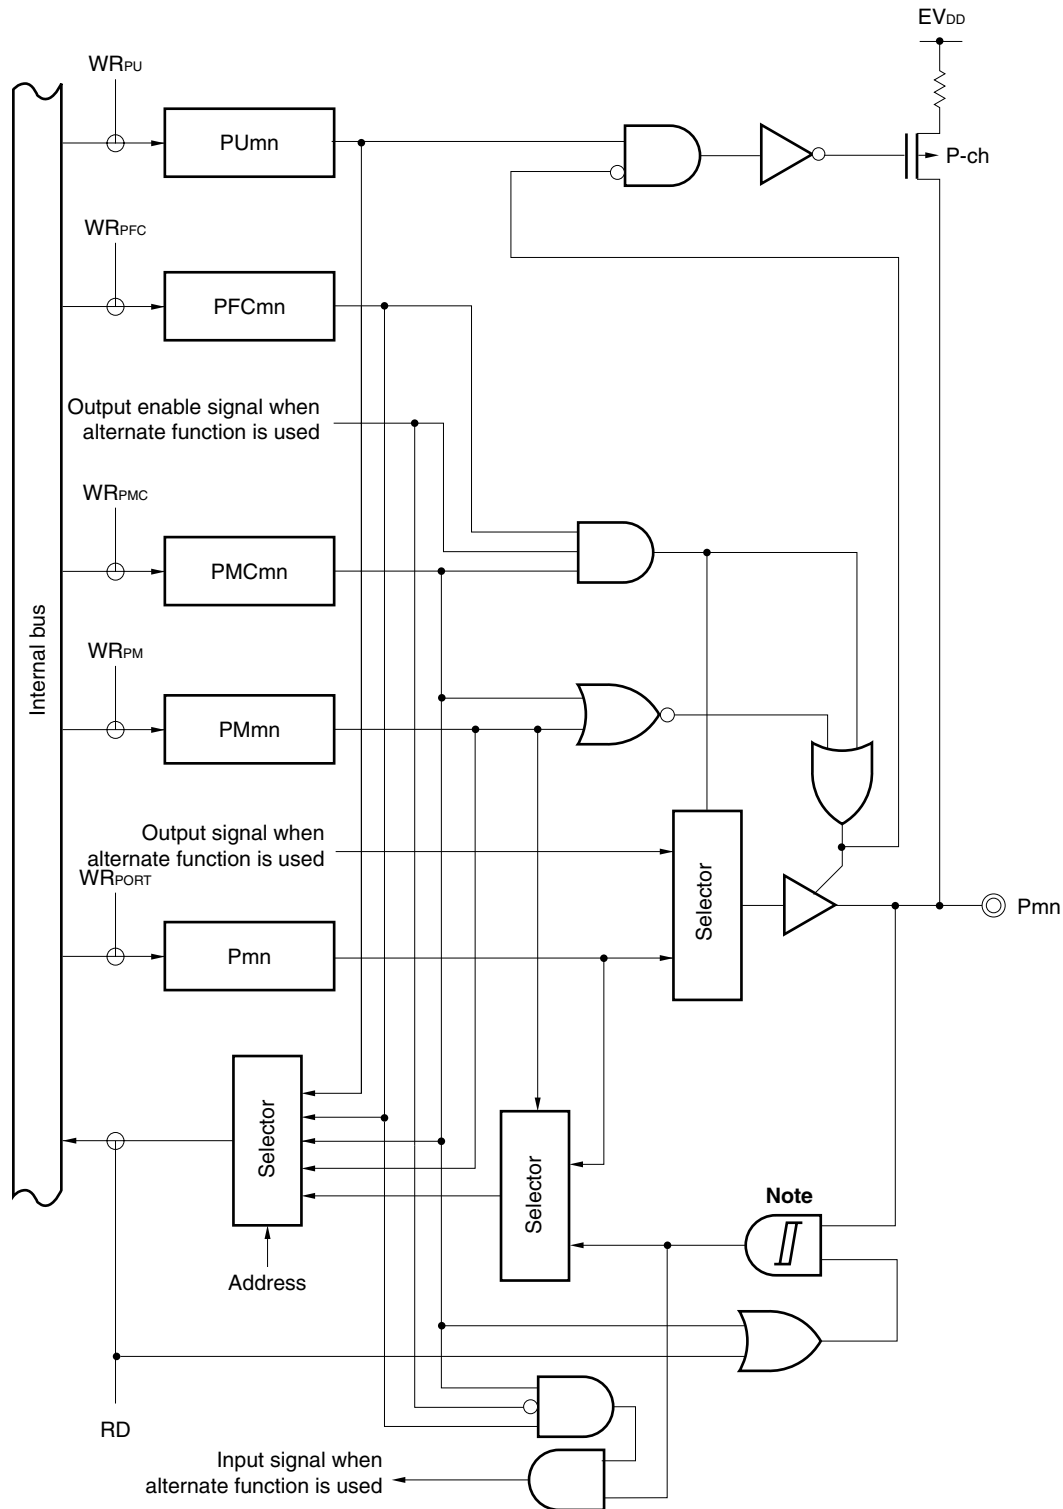 EVDD
WRPU
PUmn
P-ch
WRPFC
PFCmn
Output enable signal when
alternate function is used
WRPMC
PMCmn
Internal bus
WRPM
PMmn
Output signal when
alternate function is used
WRPORT
Selector
Pmn
Pmn
Selector
Selector
Note
Address
RD
Input signal when
alternate function is used